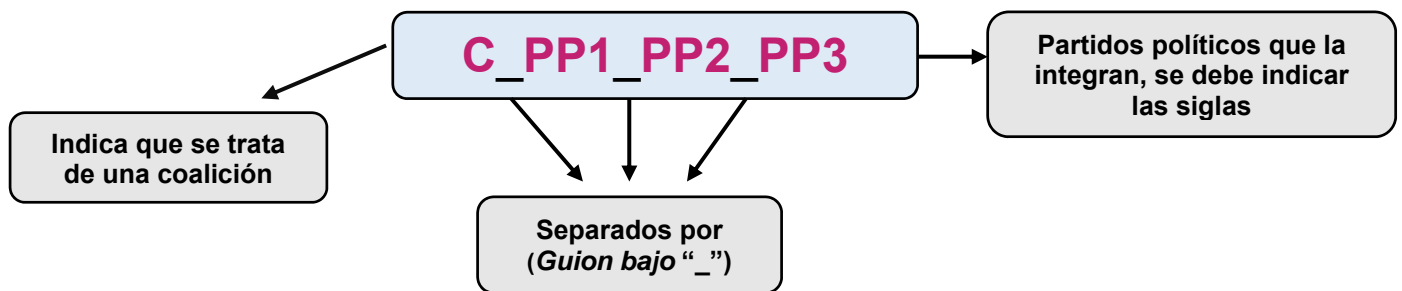 C_PP1_PP2_PP3
Partidos políticos que la
integran, se debe indicar
las siglas
Indica que se trata
de una coalición
Separados por
(Guion bajo “_”)